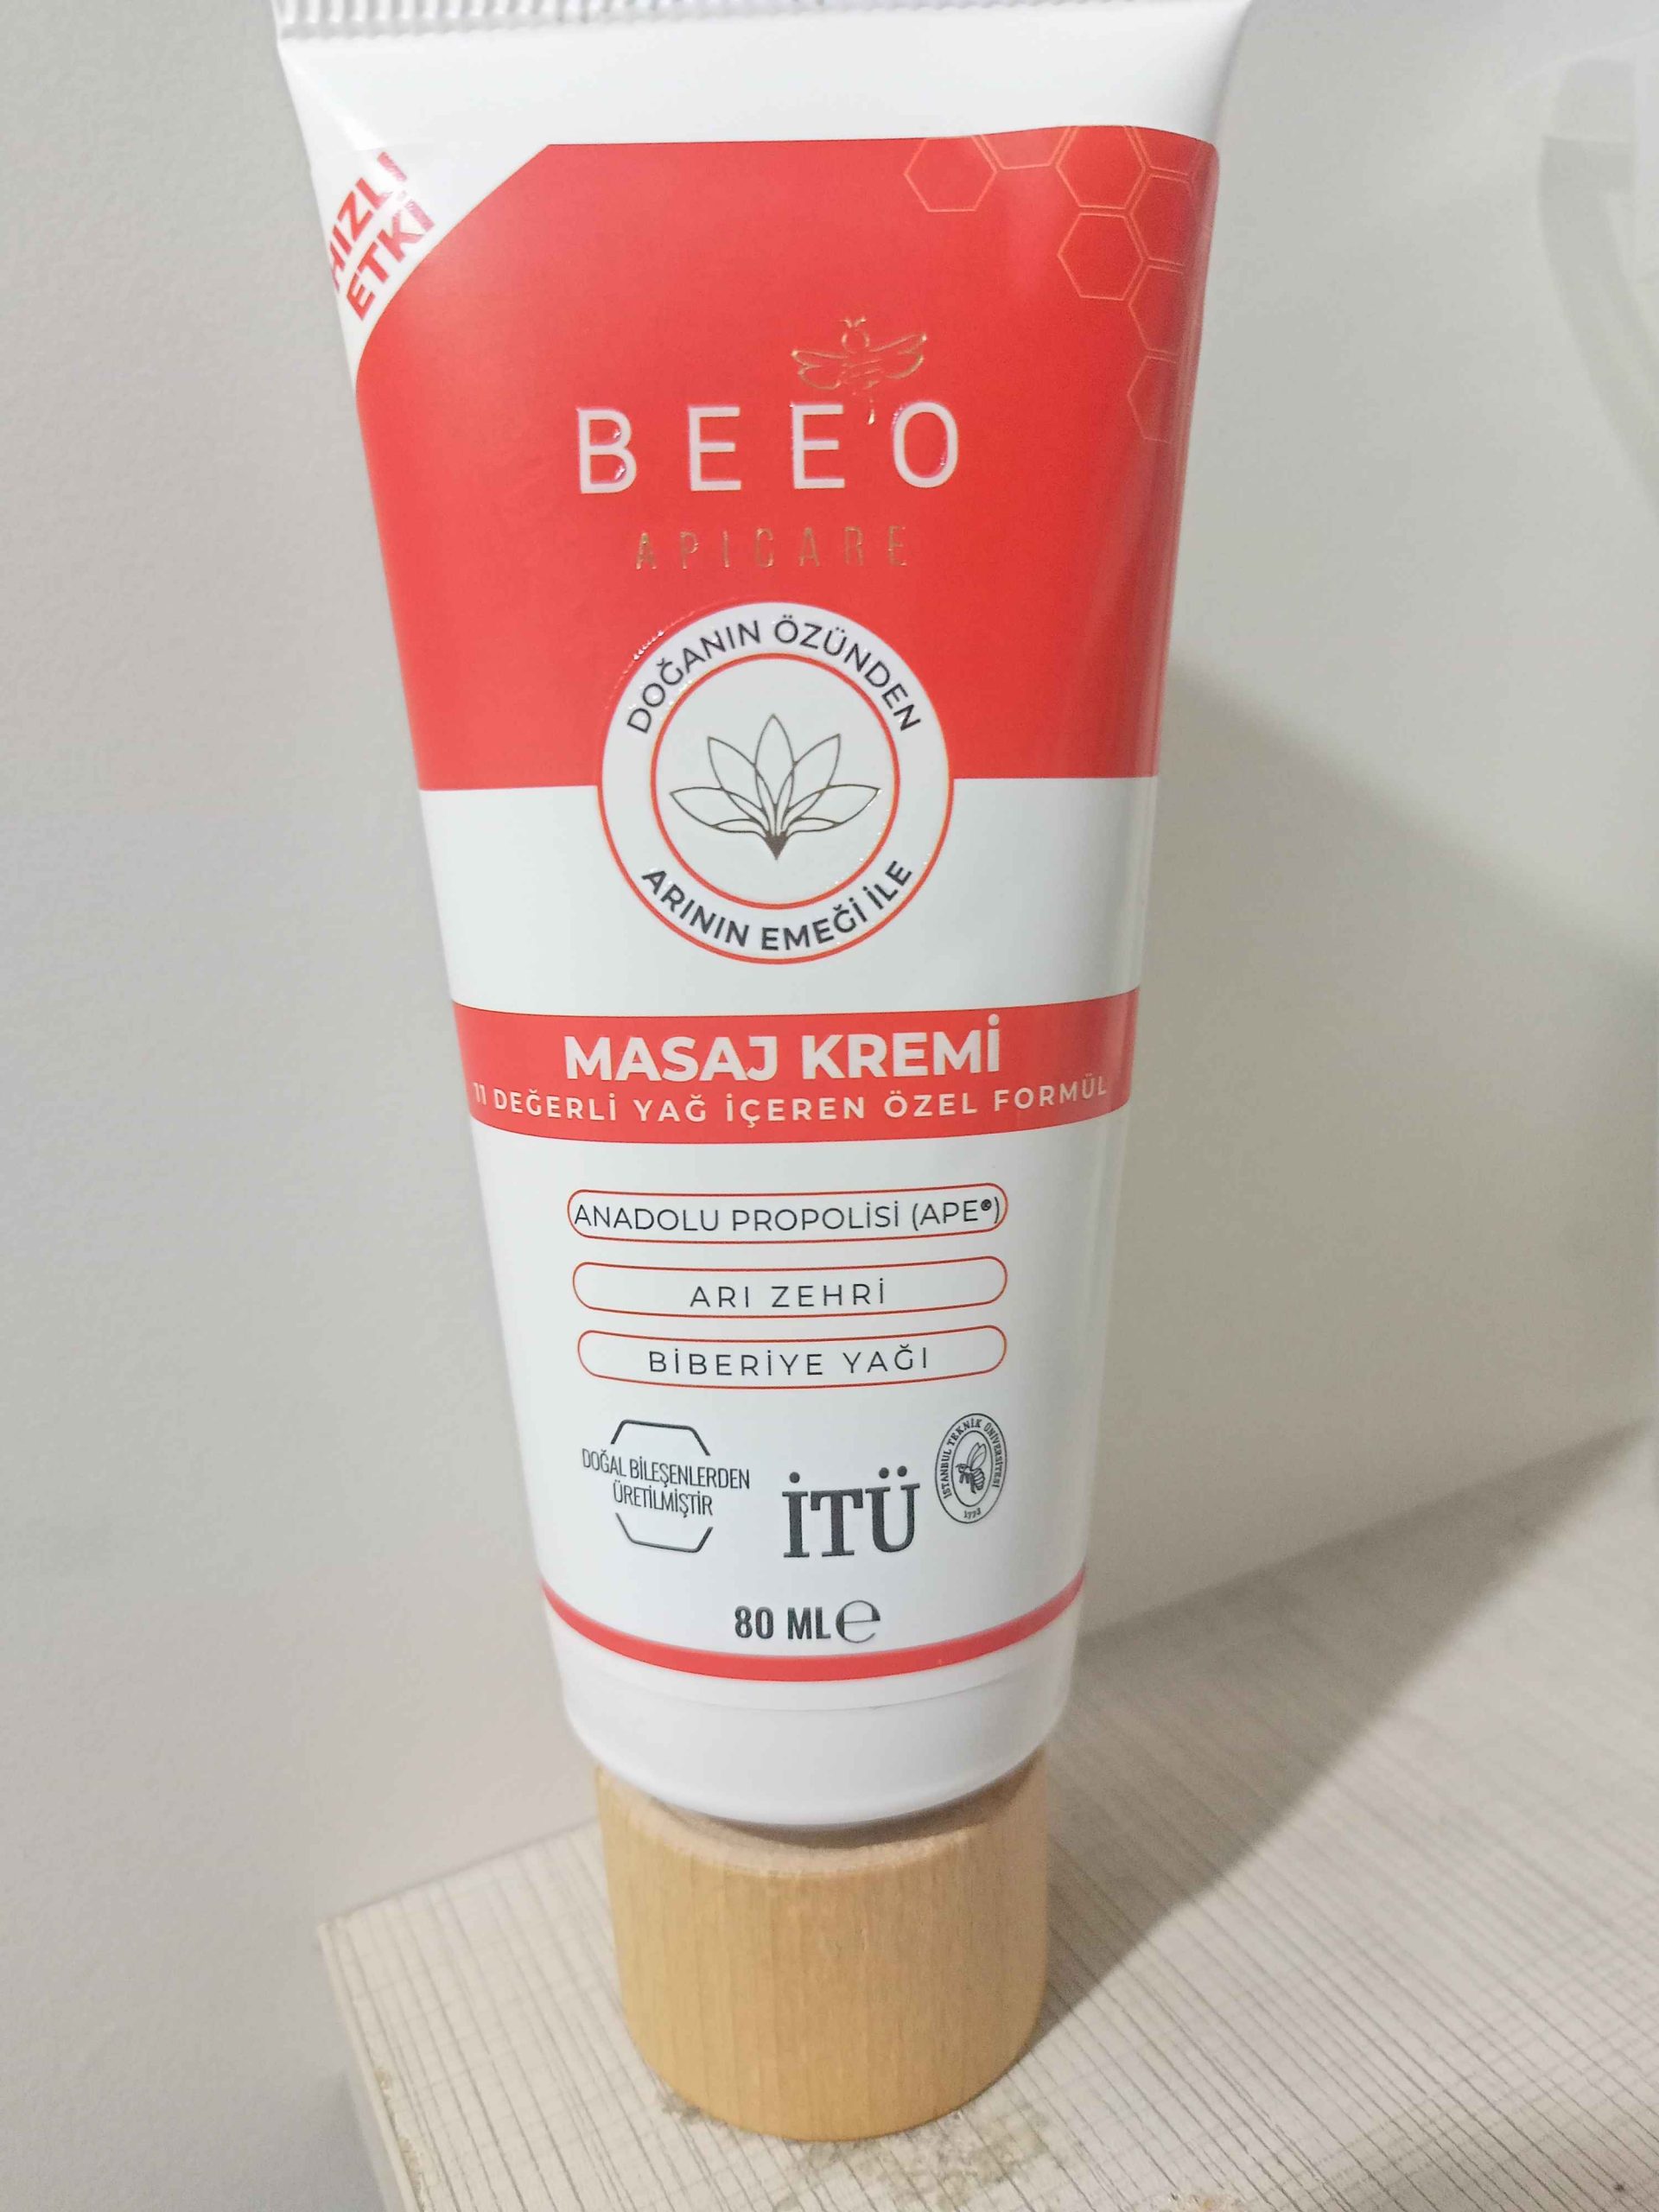 HIZLI
ETKİ
BEE'O
APICARE
DOĞANIN ÖZÜNDEN
ARININ EMEĞİ İLE
MASAJ KREMİ
11 DEĞERLİ YAĞ İÇEREN ÖZEL FORMÜL
ANADOLU PROPOLİSİ (APE®)
ARI ZEHRİ
BİBERİYE YAĞI
DOĞAL BİLEŞENLERDEN
ÜRETİLMİŞTİR
İTÜ
İSTANBUL TEKNİK ÜNİVERSİTESİ
1773
80 ML ℮